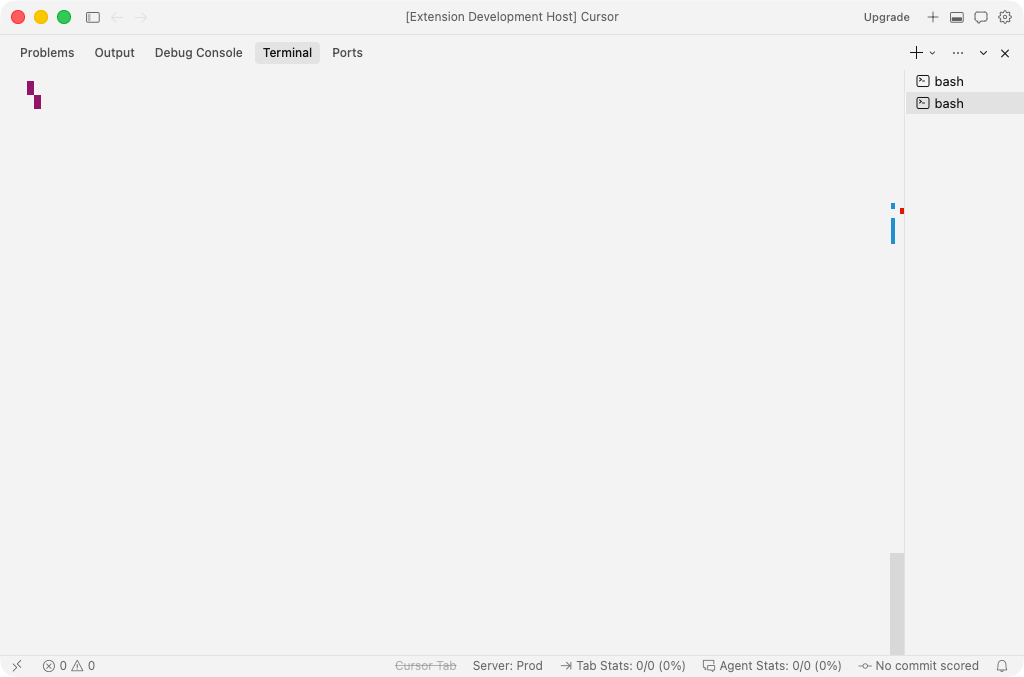 [Extension Development Host] Cursor
Upgrade
Problems Output Debug Console Terminal Ports
bash
bash
0 0 Cursor Tab Server: Prod Tab Stats: 0/0 (0%) Agent Stats: 0/0 (0%) No commit scored